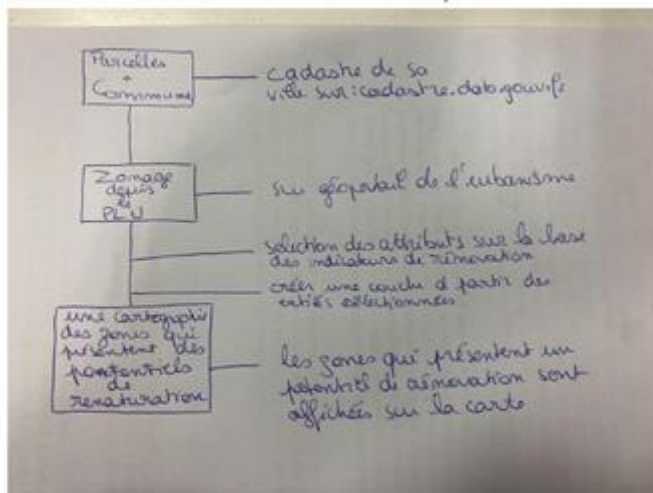 Parcelles
+
Commune
cadastre de sa
ville sur: cadastre.data.gouv.fr
Zonage
depuis
le
PLU
sur géoportail de l'urbanisme
sélection des attributs sur la base
des indicateurs de rénovation
créer une couche à partir des
entités sélectionnées
une cartographie
des zones qui
présentent des
pontentiels
de
renaturation
les zones qui présentent un
potentiel de rénovation sont
affichées sur la carte